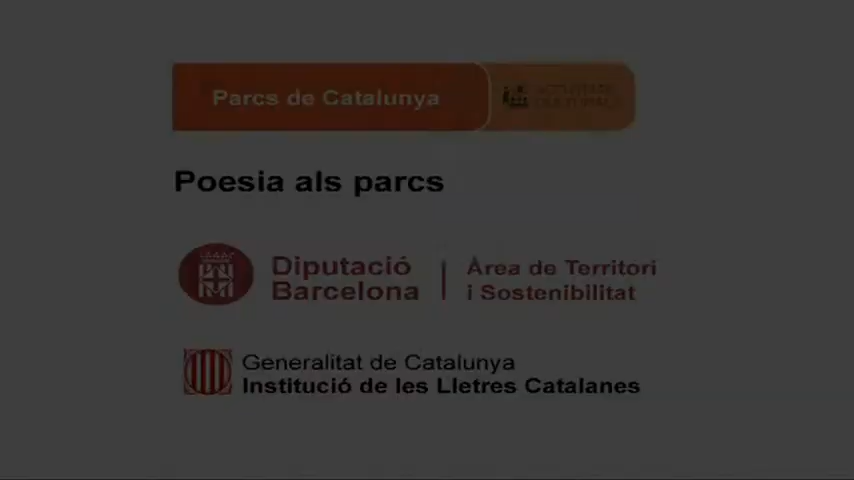 Parcs de Catalunya
Poesia als parcs
Diputació
Barcelona
Àrea de Territori
i Sostenibilitat
Generalitat de Catalunya
Institució de les Lletres Catalanes